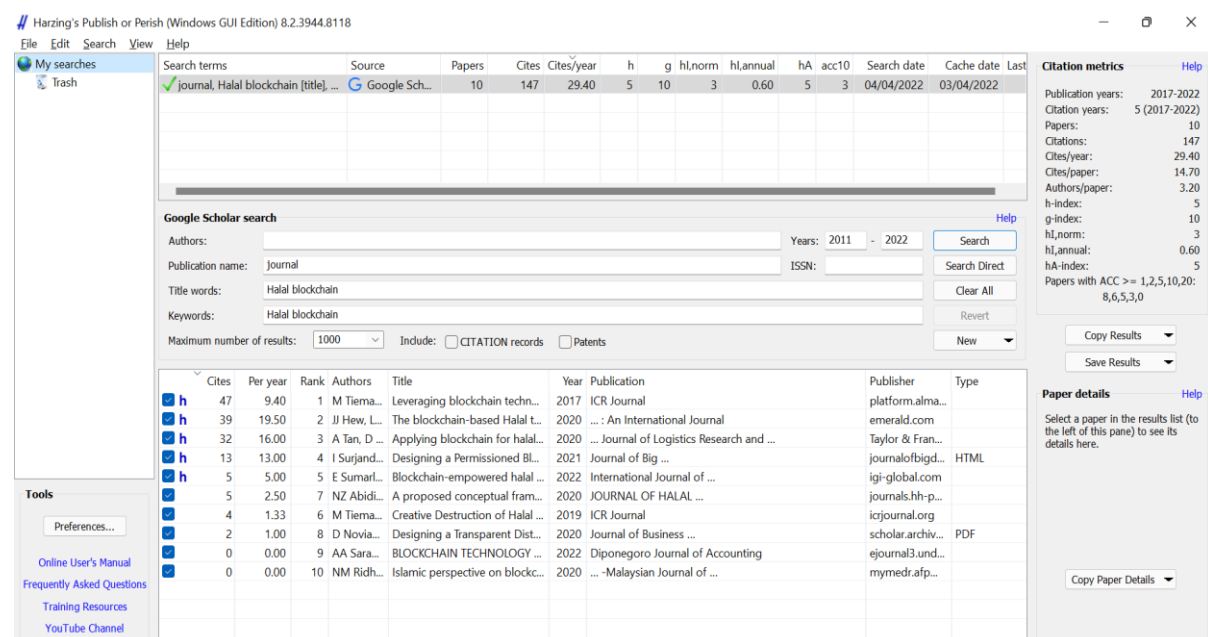 Harzing's Publish or Perish (Windows GUI Edition) 8.2.3944.8118
File Edit Search View Help
My searches
Trash
Search terms Source Papers Cites Cites/year h g hI,norm hI,annual hA acc10 Search date Cache date Last
journal, Halal blockchain [title], ... Google Sch... 10 147 29.40 5 10 3 0.60 5 3 04/04/2022 03/04/2022
Google Scholar search Help
Authors: Years: 2011 - 2022 Search
Publication name: journal ISSN: Search Direct
Title words: Halal blockchain Clear All
Keywords: Halal blockchain Revert
Maximum number of results: 1000 Include: CITATION records Patents New
Cites Per year Rank Authors Title Year Publication Publisher Type
h 47 9.40 1 M Tiema... Leveraging blockchain techn... 2017 ICR Journal platform.alma...
h 39 19.50 2 JJ Hew, L... The blockchain-based Halal t... 2020 ... : An International Journal emerald.com
h 32 16.00 3 A Tan, D ... Applying blockchain for halal... 2020 ... Journal of Logistics Research and ... Taylor & Fran...
h 13 13.00 4 I Surjand... Designing a Permissioned Bl... 2021 Journal of Big ... journalofbigd... HTML
h 5 5.00 5 E Sumarl... Blockchain-empowered halal ... 2022 International Journal of ... igi-global.com
5 2.50 7 NZ Abidi... A proposed conceptual fram... 2020 JOURNAL OF HALAL ... journals.hh-p...
4 1.33 6 M Tiema... Creative Destruction of Halal ... 2019 ICR Journal icrjournal.org
2 1.00 8 D Novia... Designing a Transparent Dist... 2020 Journal of Business ... scholar.archiv... PDF
0 0.00 9 AA Sara... BLOCKCHAIN TECHNOLOGY ... 2022 Diponegoro Journal of Accounting ejournal3.und...
0 0.00 10 NM Ridh... Islamic perspective on blockc... 2020 ... -Malaysian Journal of ... mymedr.afp...
Tools
Preferences...
Online User's Manual
Frequently Asked Questions
Training Resources
YouTube Channel
Citation metrics Help
Publication years: 2017-2022
Citation years: 5 (2017-2022)
Papers: 10
Citations: 147
Cites/year: 29.40
Cites/paper: 14.70
Authors/paper: 3.20
h-index: 5
g-index: 10
hI,norm: 3
hI,annual: 0.60
hA-index: 5
Papers with ACC >= 1,2,5,10,20:
8,6,5,3,0
Copy Results
Save Results
Paper details Help
Select a paper in the results list (to
the left of this pane) to see its
details here.
Copy Paper Details